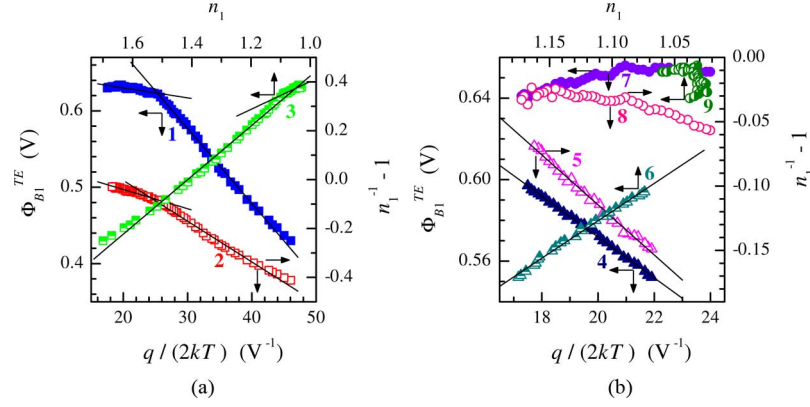 n₁
n₁
1.6 1.4 1.2 1.0
1.16 1.10 1.03
0.6
0.5
0.4
0.4
0.2
0.0
-0.2
-0.4
Φ_B1^TE (V)
n₁⁻¹ - 1
1
2
3
20 30 40 50
q / (2kT) (V⁻¹)
(a)
0.64
0.60
0.56
0.00
-0.05
-0.10
-0.15
Φ_B1^TE (V)
n₁⁻¹ - 1
7
8
9
5
6
4
18 20 22 24
q / (2kT) (V⁻¹)
(b)